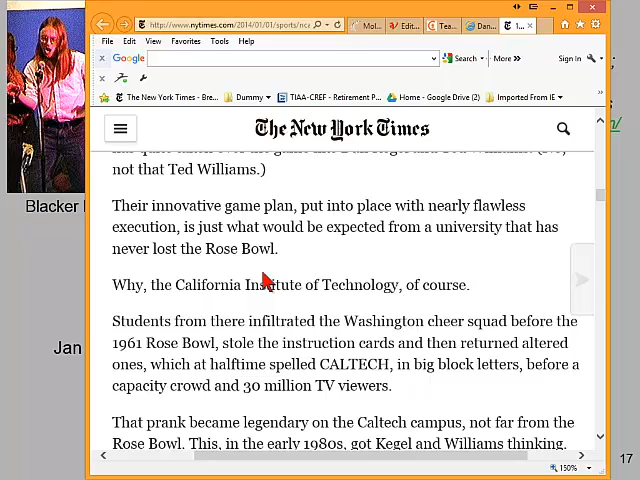 http://www.nytimes.com/2014/01/01/sports/nca
Mol...
Edit...
Tea...
Dan...
1...
File Edit View Favorites Tools Help
Google
Search
More »
Sign In
The New York Times - Bre...
Dummy
TIAA-CREF - Retirement P...
Home - Google Drive (2)
Imported From IE
The New York Times
not that Ted Williams.)
Their innovative game plan, put into place with nearly flawless
execution, is just what would be expected from a university that has
never lost the Rose Bowl.
Why, the California Institute of Technology, of course.
Students from there infiltrated the Washington cheer squad before the
1961 Rose Bowl, stole the instruction cards and then returned altered
ones, which at halftime spelled CALTECH, in big block letters, before a
capacity crowd and 30 million TV viewers.
That prank became legendary on the Caltech campus, not far from the
Rose Bowl. This, in the early 1980s, got Kegel and Williams thinking.
150%
Blacker
Jan
17